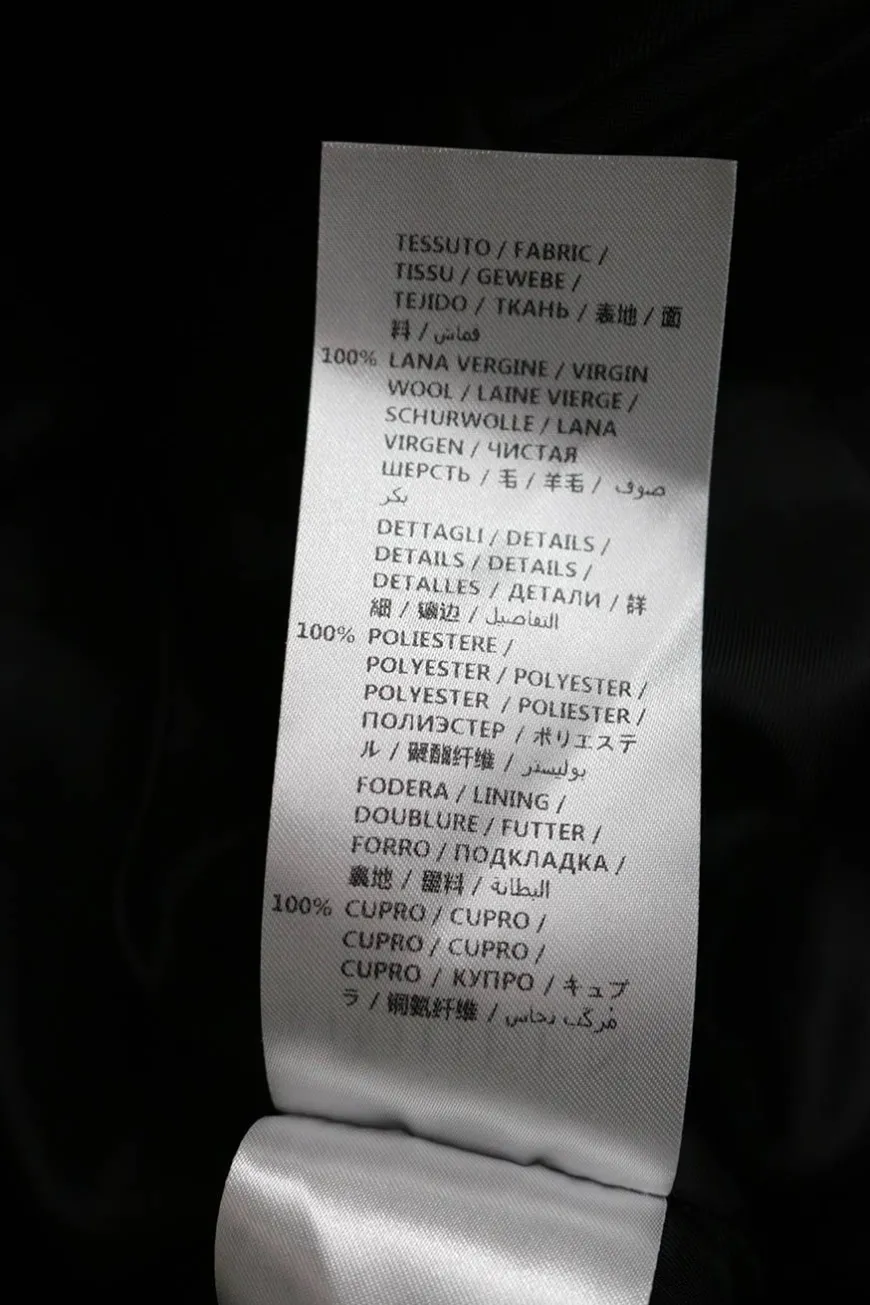 TESSUTO / FABRIC /
TISSU / GEWEBE /
TEJIDO / ТКАНЬ / 表地 / 面
料 / قماش
100% LANA VERGINE / VIRGIN
WOOL / LAINE VIERGE /
SCHURWOLLE / LANA
VIRGEN / ЧИСТАЯ
ШЕРСТЬ / 毛 / 羊毛 / صوف
بكر
DETTAGLI / DETAILS /
DETAILS / DETAILS /
DETALLES / ДЕТАЛИ / 詳
細 / 镶边 / التفاصيل
100% POLIESTERE /
POLYESTER / POLYESTER /
POLYESTER / POLIESTER /
ПОЛИЭСТЕР / ポリエステ
ル / 聚酯纤维 / بوليستر
FODERA / LINING /
DOUBLURE / FUTTER /
FORRO / ПОДКЛАДКА /
裏地 / 里料 / البطانة
100% CUPRO / CUPRO /
CUPRO / CUPRO /
CUPRO / КУПРО / キュプ
ラ / 铜氨纤维 / مُركّب نحاس